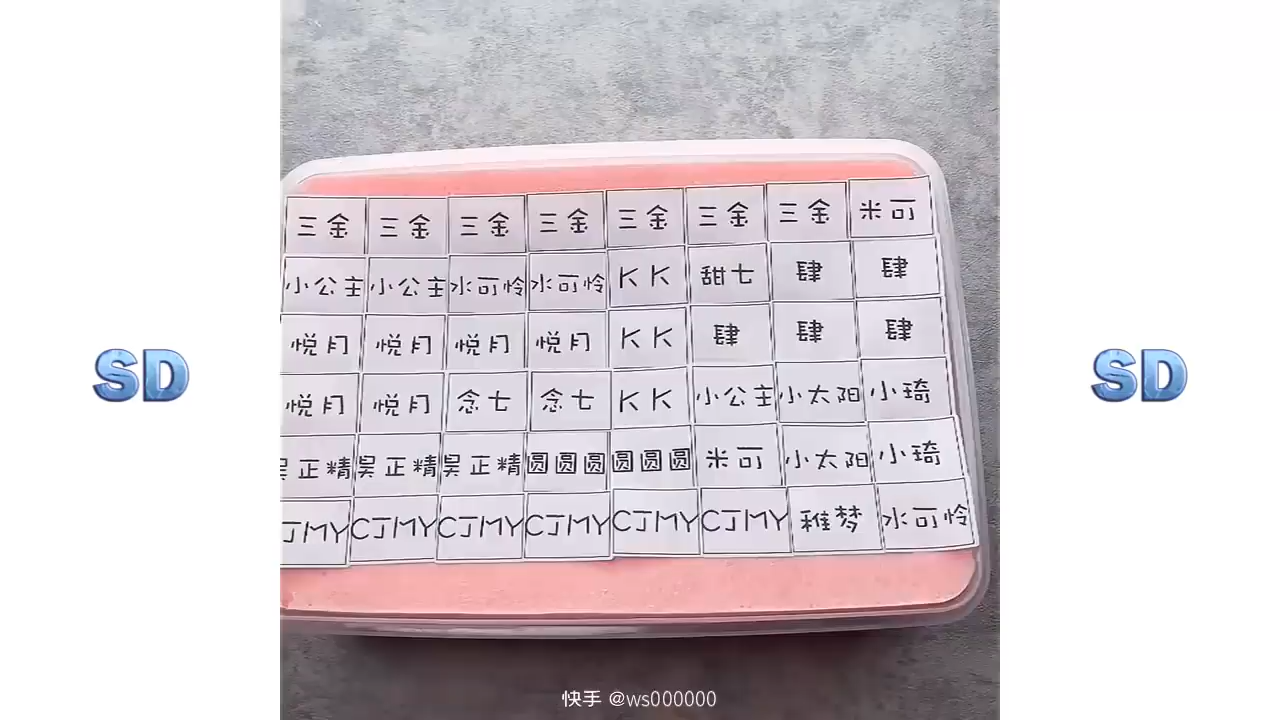 三金 三金 三金 三金 三金 三金 三金 米可
小公主 小公主 水可怜 水可怜 KK 甜七 肆 肆
悦月 悦月 悦月 悦月 KK 肆 肆 肆
悦月 悦月 念七 念七 KK 小公主 小太阳 小琦
昊正精 昊正精 昊正精 圆圆圆 圆圆圆 米可 小太阳 小琦
JMY CJMY CJMY CJMY CJMY CJMY 稚梦 水可怜
SD SD
快手 @ws000000